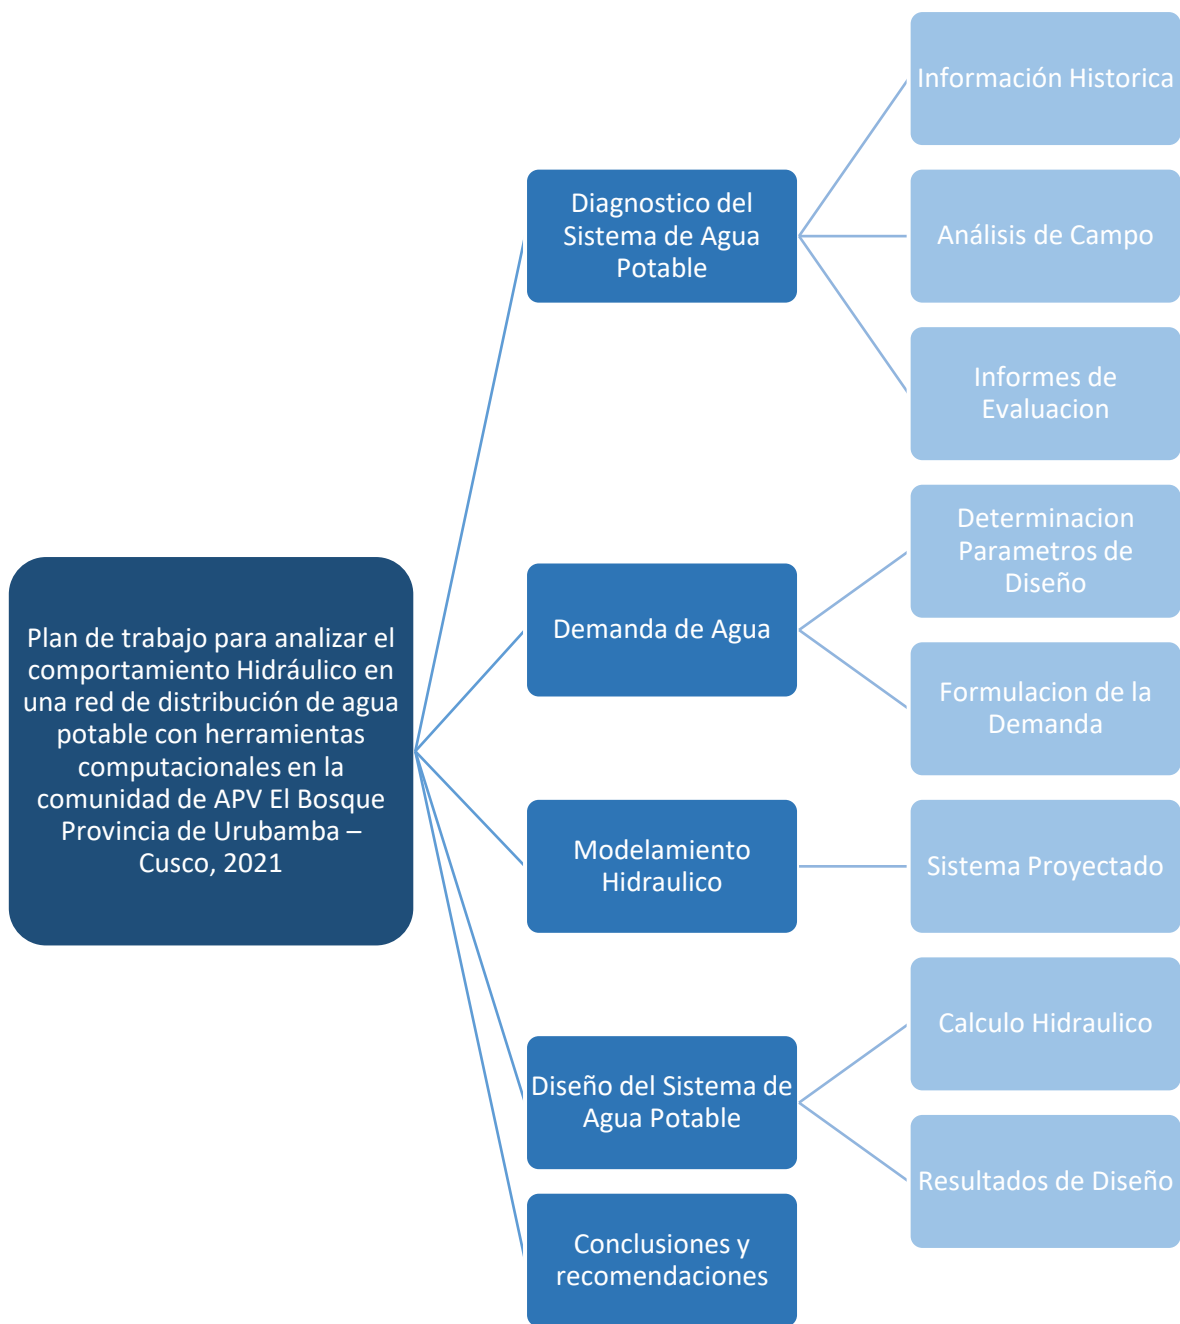 Plan de trabajo para analizar el
comportamiento Hidráulico en
una red de distribución de agua
potable con herramientas
computacionales en la
comunidad de APV El Bosque
Provincia de Urubamba –
Cusco, 2021
Diagnostico del
Sistema de Agua
Potable
Información Historica
Análisis de Campo
Informes de
Evaluacion
Demanda de Agua
Determinacion
Parametros de
Diseño
Formulacion de la
Demanda
Modelamiento
Hidraulico
Sistema Proyectado
Diseño del Sistema de
Agua Potable
Calculo Hidraulico
Resultados de Diseño
Conclusiones y
recomendaciones